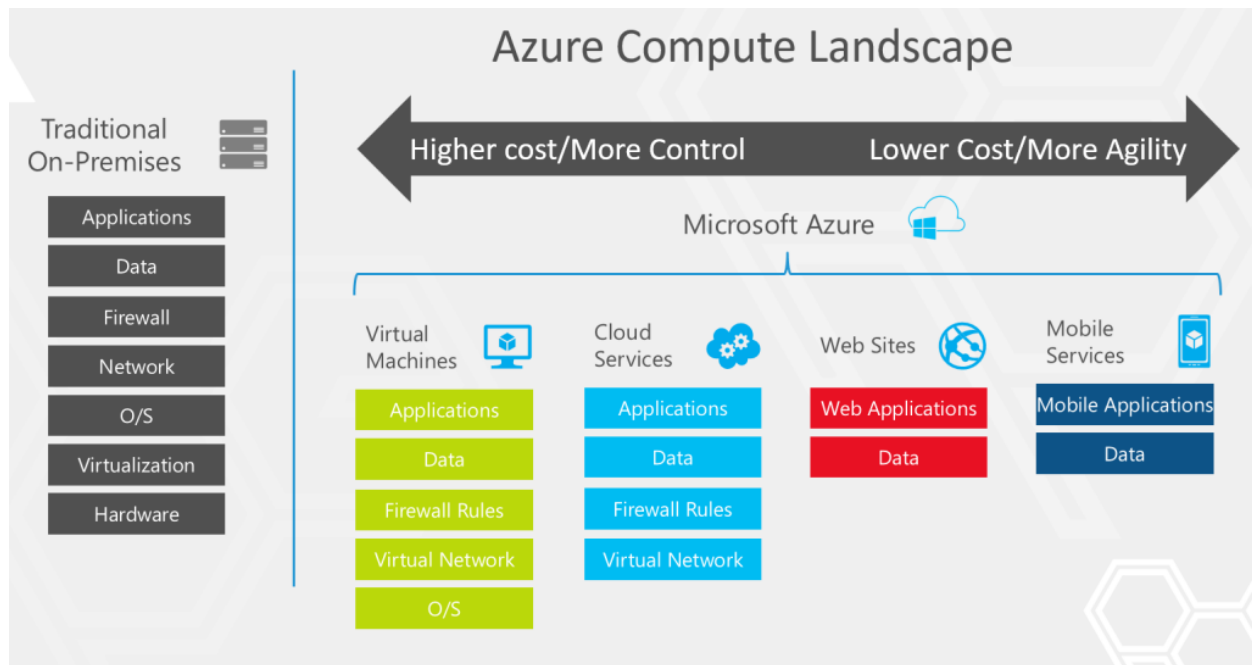 Azure Compute Landscape
Traditional
On-Premises
Applications
Data
Firewall
Network
O/S
Virtualization
Hardware
Higher cost/More Control
Lower Cost/More Agility
Microsoft Azure
Virtual
Machines
Applications
Data
Firewall Rules
Virtual Network
O/S
Cloud
Services
Applications
Data
Firewall Rules
Virtual Network
Web Sites
Web Applications
Data
Mobile
Services
Mobile Applications
Data